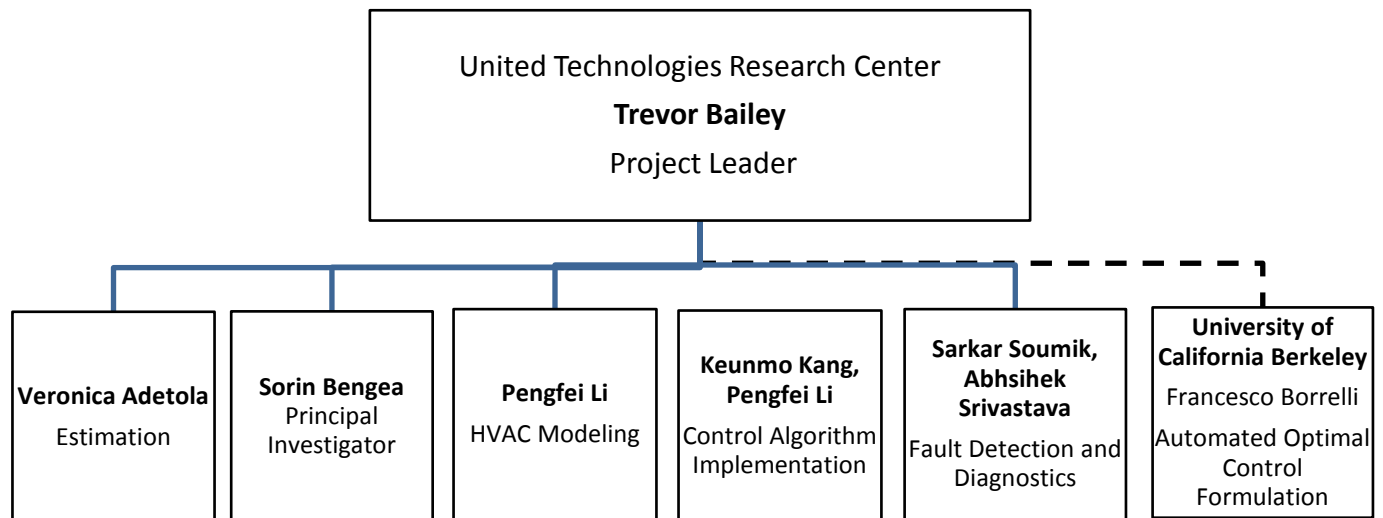 United Technologies Research Center
Trevor Bailey
Project Leader
Veronica Adetola
Estimation
Sorin Bengea
Principal
Investigator
Pengfei Li
HVAC Modeling
Keunmo Kang,
Pengfei Li
Control Algorithm
Implementation
Sarkar Soumik,
Abhsihek
Srivastava
Fault Detection and
Diagnostics
University of
California Berkeley
Francesco Borrelli
Automated Optimal
Control
Formulation